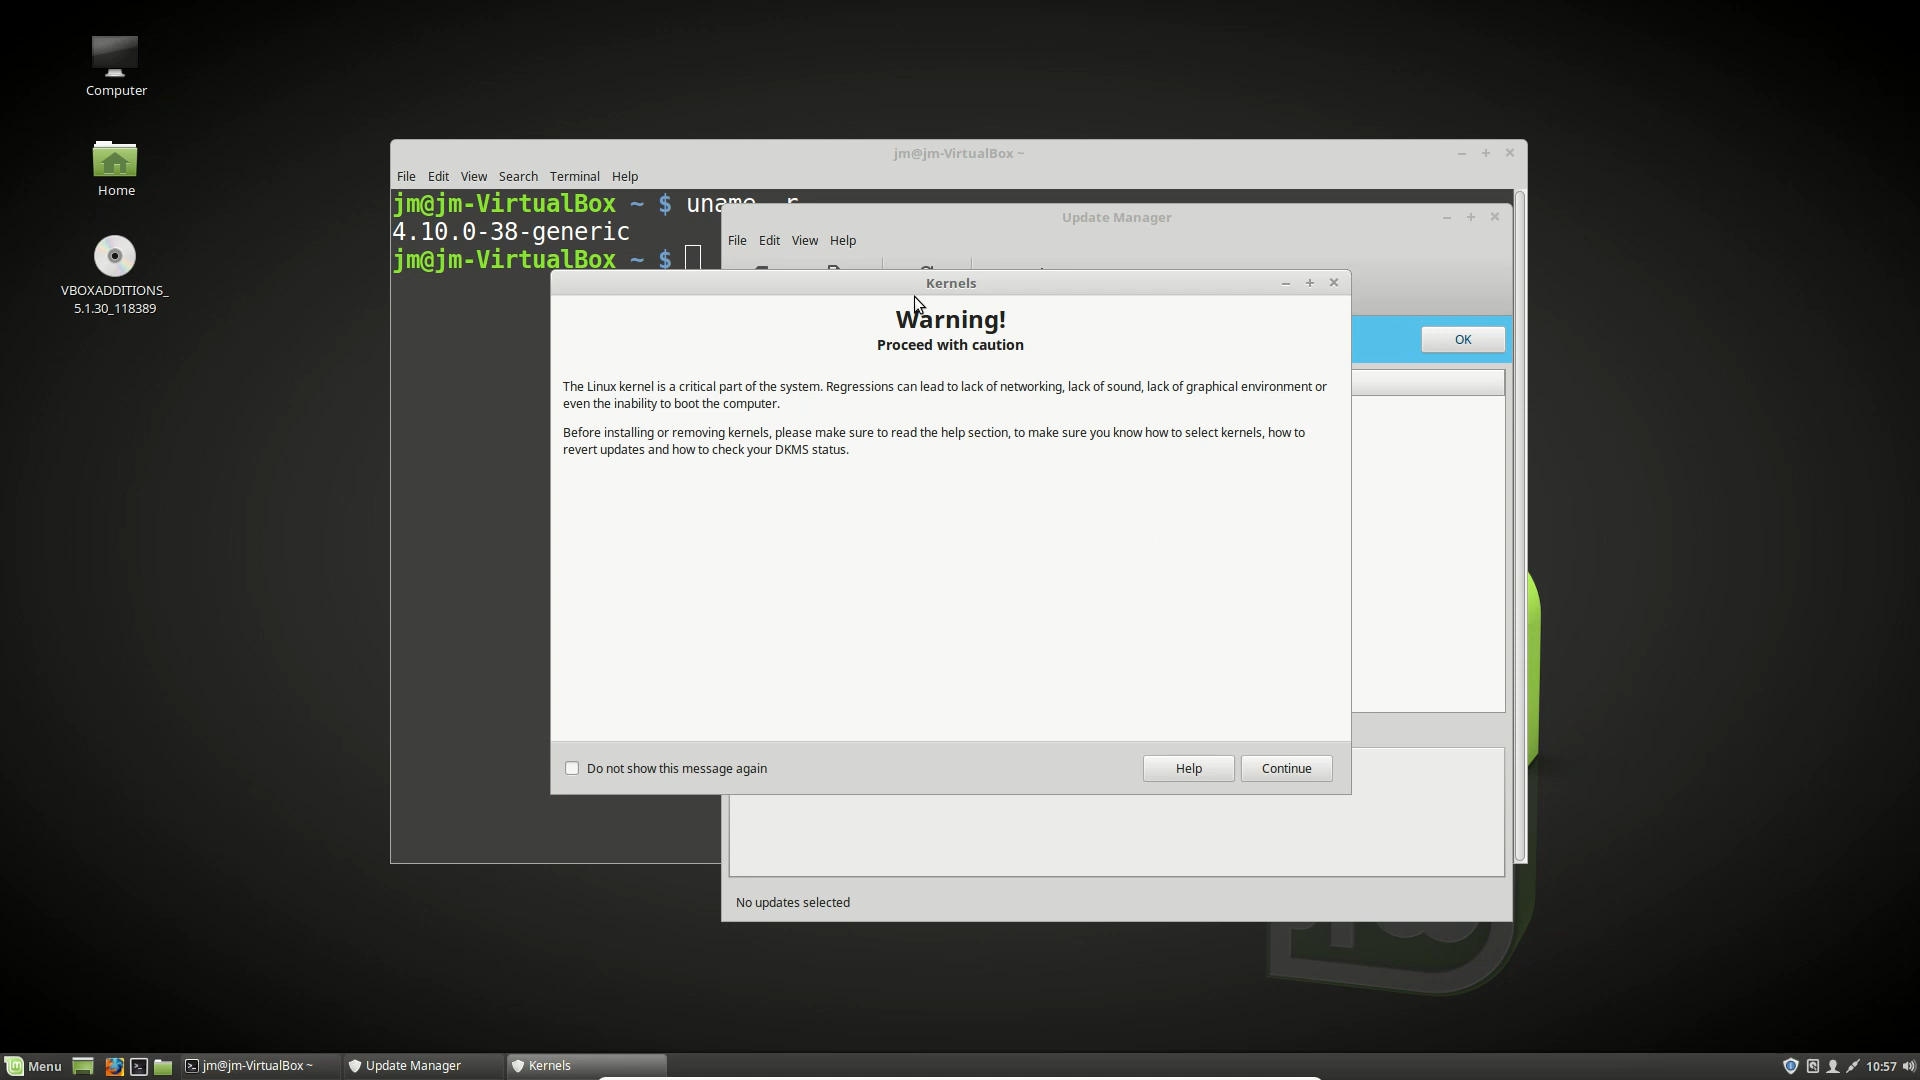 Computer
Home
VBOXADDITIONS_
5.1.30_118389
jm@jm-VirtualBox ~
File Edit View Search Terminal Help
jm@jm-VirtualBox ~ $ uname -r
4.10.0-38-generic
jm@jm-VirtualBox ~ $
Update Manager
File Edit View Help
OK
Kernels
Warning!
Proceed with caution
The Linux kernel is a critical part of the system. Regressions can lead to lack of networking, lack of sound, lack of graphical environment or
even the inability to boot the computer.
Before installing or removing kernels, please make sure to read the help section, to make sure you know how to select kernels, how to
revert updates and how to check your DKMS status.
Do not show this message again
Help
Continue
No updates selected
Menu
jm@jm-VirtualBox ~
Update Manager
Kernels
10:57